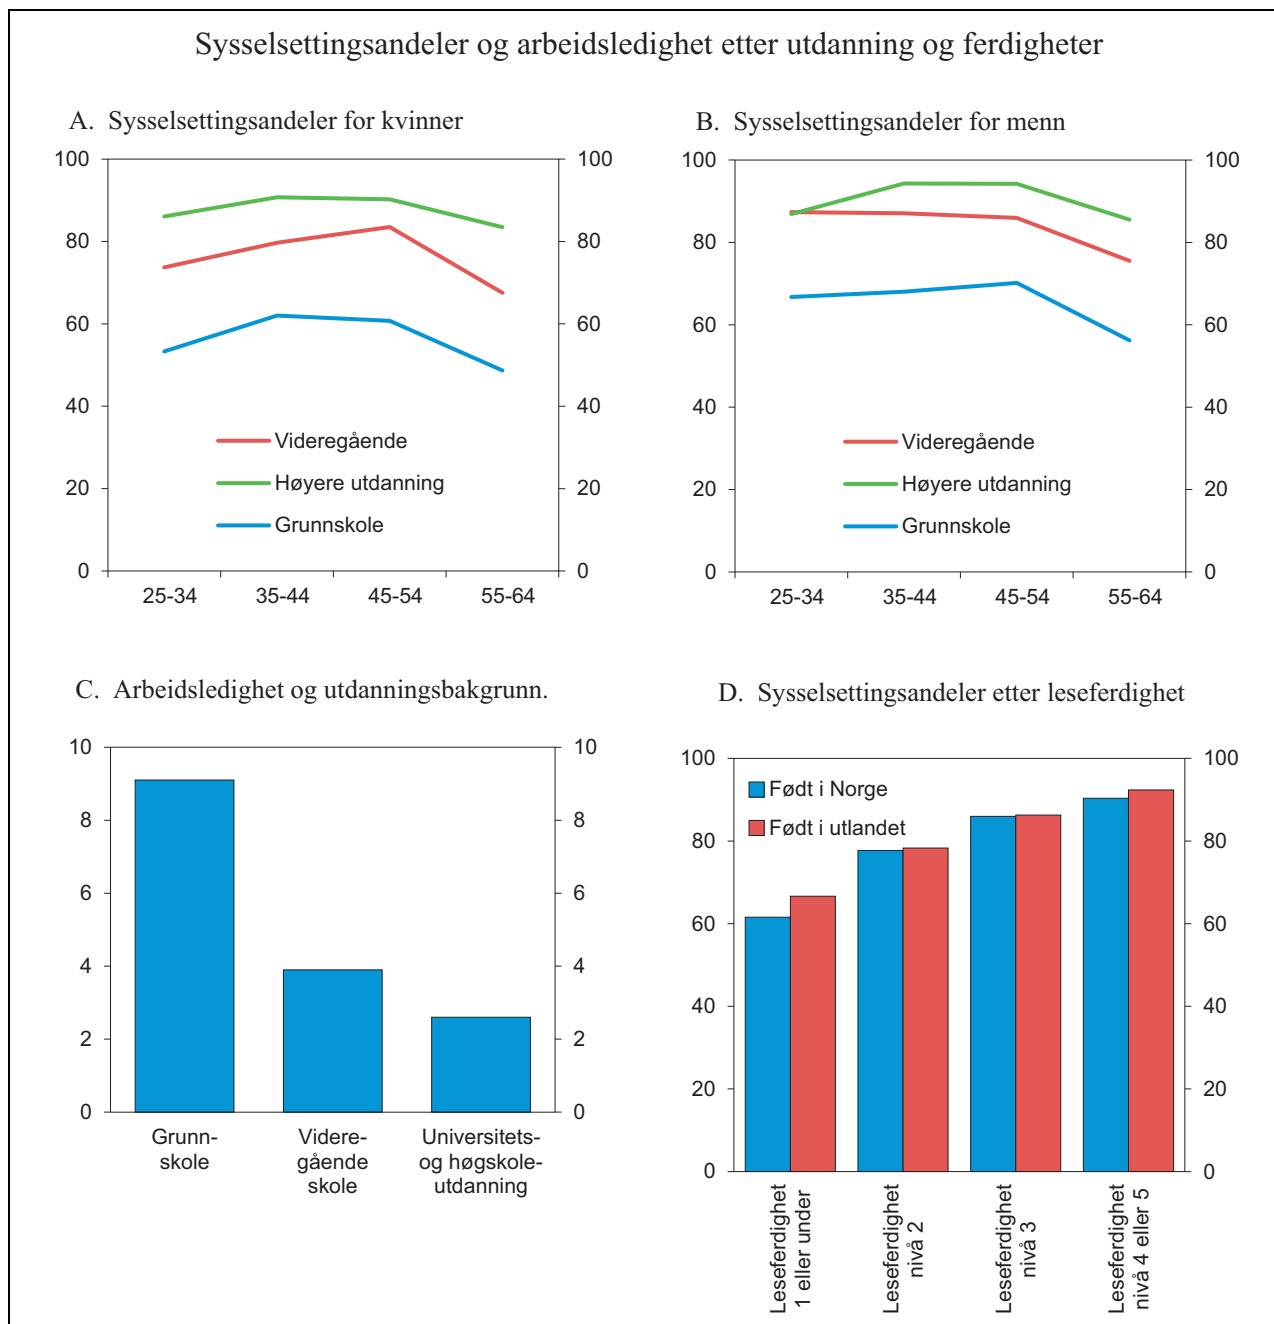 Sysselsettingsandeler og arbeidsledighet etter utdanning og ferdigheter
A. Sysselsettingsandeler for kvinner
100
80
60
40
20
0
100
80
60
40
20
0
Videregående
Høyere utdanning
Grunnskole
25-34 35-44 45-54 55-64
B. Sysselsettingsandeler for menn
100
80
60
40
20
0
100
80
60
40
20
0
Videregående
Høyere utdanning
Grunnskole
25-34 35-44 45-54 55-64
C. Arbeidsledighet og utdanningsbakgrunn.
10
8
6
4
2
0
10
8
6
4
2
0
Grunn-
skole
Videre-
gående
skole
Universitets-
og høgskole-
utdanning
D. Sysselsettingsandeler etter leseferdighet
100
80
60
40
20
0
100
80
60
40
20
0
Født i Norge
Født i utlandet
Leseferdighet
1 eller under
Leseferdighet
nivå 2
Leseferdighet
nivå 3
Leseferdighet
nivå 4 eller 5